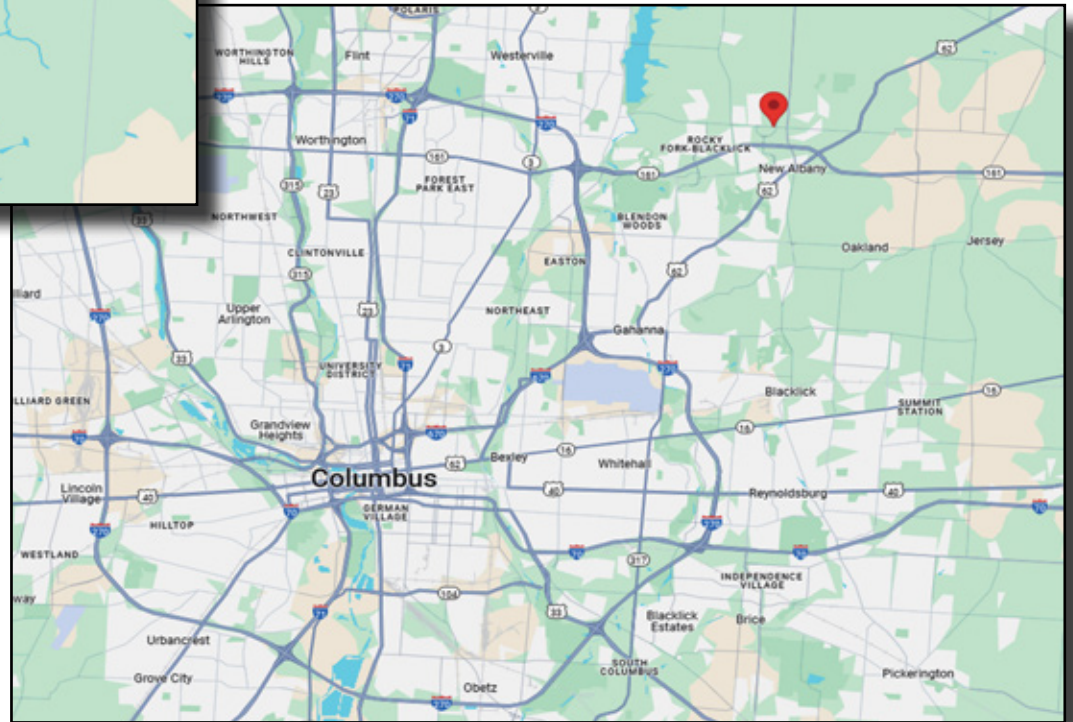 POLARIS
WORTHINGTON
HILLS
Flint
Westerville
62
270
270
71
270
Worthington
161
3
ROCKY
FORK-BLACKLICK
New Albany
161
161
315
23
FOREST
PARK EAST
62
33
NORTHWEST
BLENDON
WOODS
CLINTONVILLE
EASTON
Oakland
Jersey
315
62
lliard
270
Upper
Arlington
23
NORTHEAST
Gahanna
3
33
UNIVERSITY
DISTRICT
71
670
270
Blacklick
16
LLIARD GREEN
SUMMIT
STATION
Grandview
Heights
70
670
16
16
62
Bexley
Whitehall
Columbus
Lincoln
Village
40
40
Reynoldsburg
40
70
GERMAN
VILLAGE
70
HILLTOP
270
270
WESTLAND
70
70
317
INDEPENDENCE
VILLAGE
way
104
71
33
Blacklick
Estates
Brice
Urbancrest
SOUTH
COLUMBUS
Grove City
Obetz
Pickerington
270